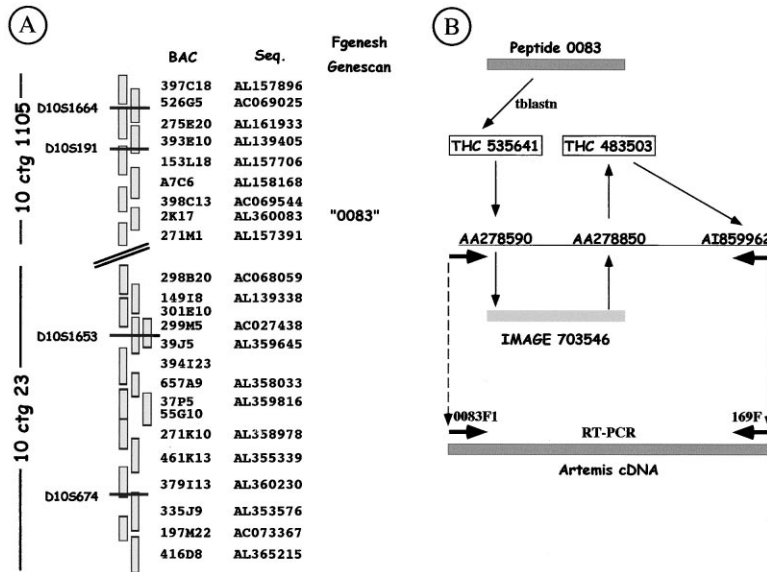 A
BAC Seq. Fgenesh
Genescan
10 ctg 1105
D10S1664
D10S191
397C18 AL157896
526G5 AC069025
275E20 AL161933
393E10 AL139405
153L18 AL157706
A7C6 AL158168
398C13 AC069544
2K17 AL360083 "0083"
271M1 AL157391
10 ctg 23
D10S1653
D10S674
298B20 AC068059
149I8 AL139338
301E10
299M5 AC027438
39J5 AL359645
394I23
657A9 AL358033
37P5 AL359816
55G10
271K10 AL358978
461K13 AL355339
379I13 AL360230
335J9 AL353576
197M22 AC073367
416D8 AL365215
B
Peptide 0083
tblastn
THC 535641 THC 483503
AA278590 AA278850 AI859962
IMAGE 703546
0083F1 RT-PCR 169F
Artemis cDNA